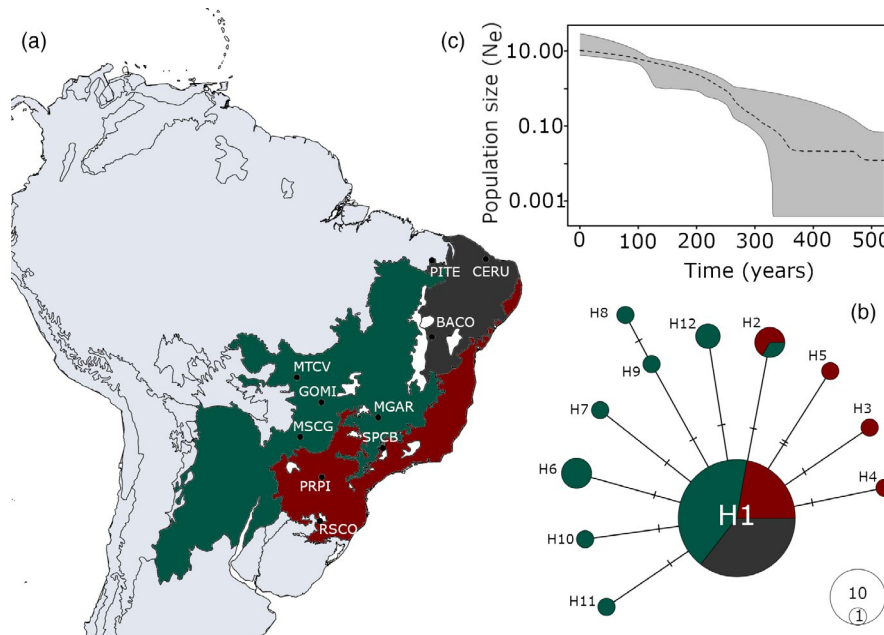 (a)
PITE
CERU
BACO
MTCV
GOMI
MGAR
MSCG
SPCB
PRPI
RSCO
(c)
Population size (Ne)
10.00
0.10
0.001
0 100 200 300 400 500
Time (years)
(b)
H8
H12
H2
H9
H5
H7
H3
H6
H4
H1
H10
H11
10
1